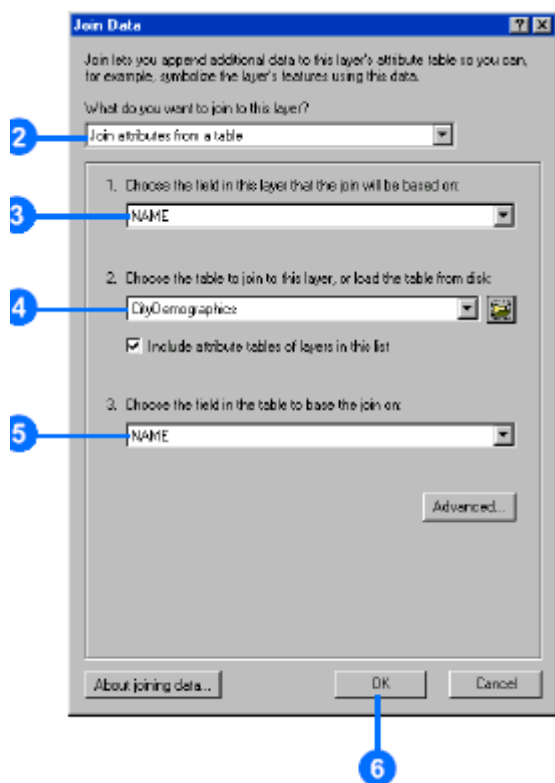 Join Data
Join lets you append additional data to this layer's attribute table so you can,
for example, symbolize the layer's features using this data.
What do you want to join to this layer?
2
Join attributes from a table
1. Choose the field in this layer that the join will be based on:
3
NAME
2. Choose the table to join to this layer, or load the table from disk:
4
CityDemographics
Include attribute tables of layers in this list
3. Choose the field in the table to base the join on:
5
NAME
Advanced...
About joining data...
OK
Cancel
6